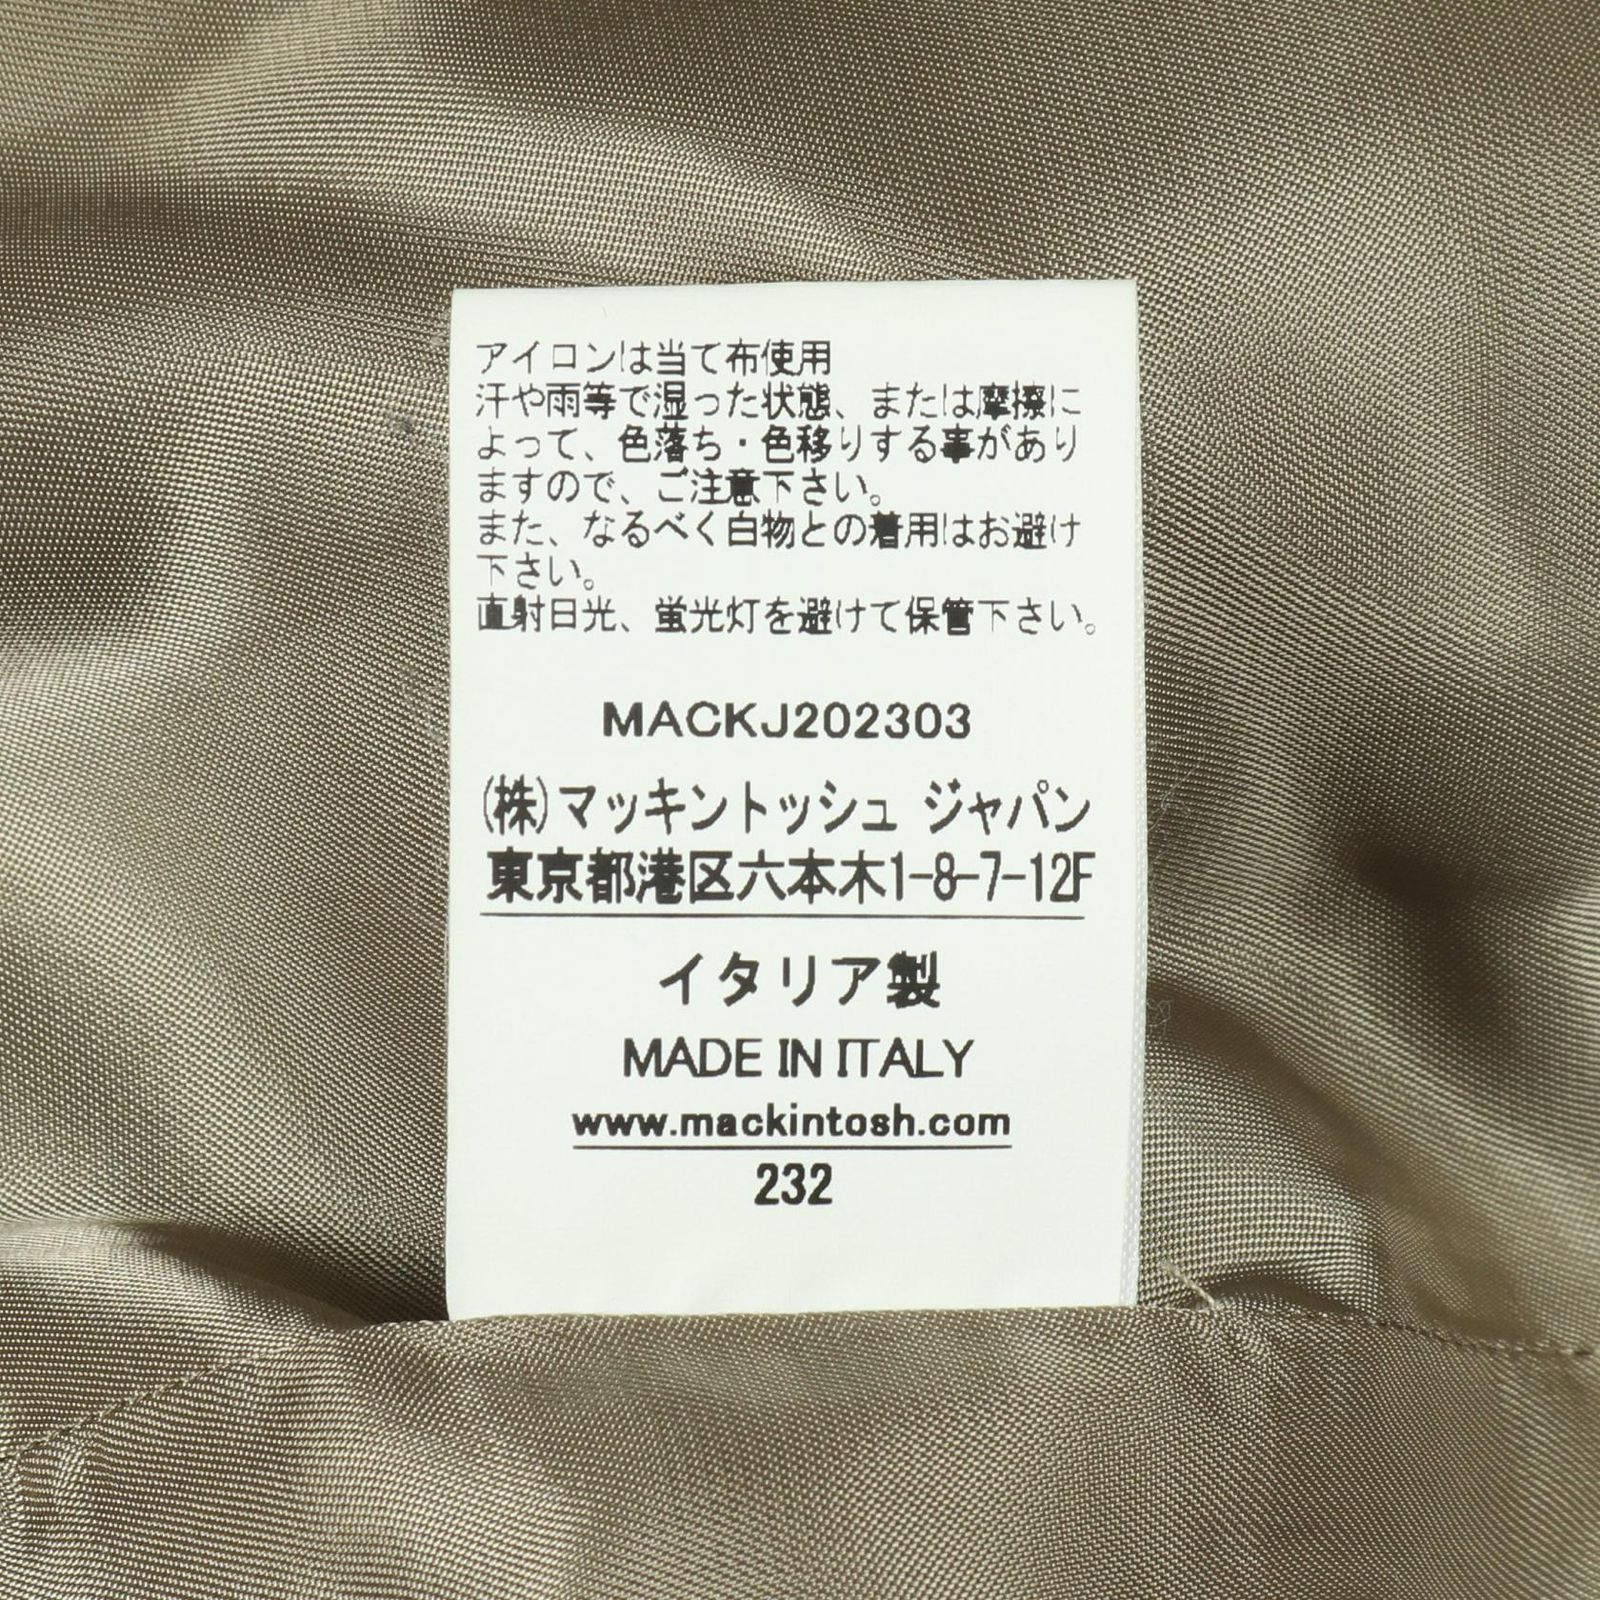 アイロンは当て布使用
汗や雨等で湿った状態、または摩擦に
よって、色落ち・色移りする事があり
ますので、ご注意下さい。
また、なるべく白物との着用はお避け
下さい。
直射日光、蛍光灯を避けて保管下さい。
MACKJ202303
(株)マッキントッシュ ジャパン
東京都港区六本木1-8-7-12F
イタリア製
MADE IN ITALY
www.mackintosh.com
232